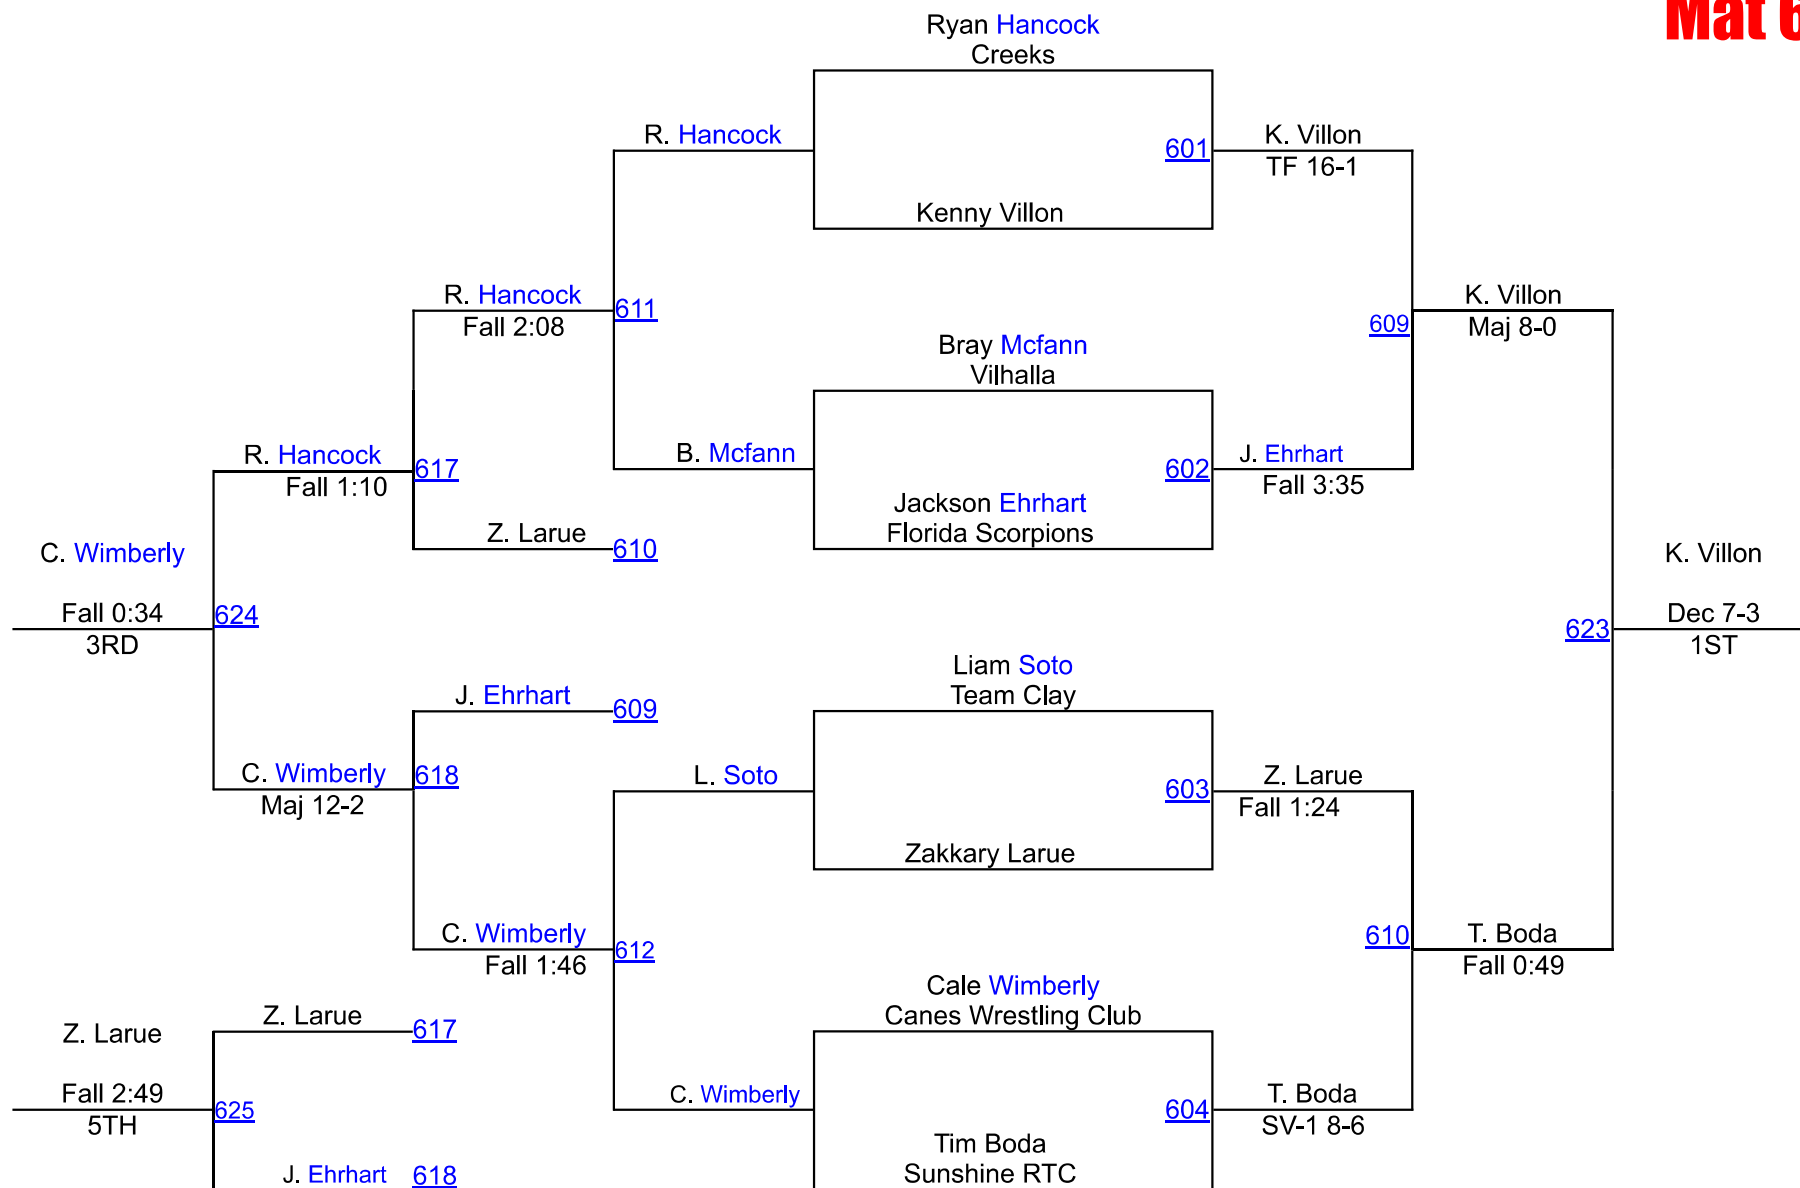 Mat 6
Ryan Hancock
Creeks
R. Hancock
601
K. Villon
TF 16-1
Kenny Villon
R. Hancock
Fall 2:08
611
609
K. Villon
Maj 8-0
Bray Mcfann
Vilhalla
R. Hancock
Fall 1:10
617
B. Mcfann
602
J. Ehrhart
Fall 3:35
Jackson Ehrhart
Florida Scorpions
Z. Larue
610
C. Wimberly
Fall 0:34
3RD
624
K. Villon
623
Dec 7-3
1ST
Liam Soto
Team Clay
J. Ehrhart
609
C. Wimberly
Maj 12-2
618
L. Soto
603
Z. Larue
Fall 1:24
Zakkary Larue
C. Wimberly
Fall 1:46
612
610
T. Boda
Fall 0:49
Cale Wimberly
Canes Wrestling Club
Z. Larue
617
Z. Larue
Fall 2:49
5TH
625
C. Wimberly
604
T. Boda
SV-1 8-6
Tim Boda
Sunshine RTC
J. Ehrhart
618